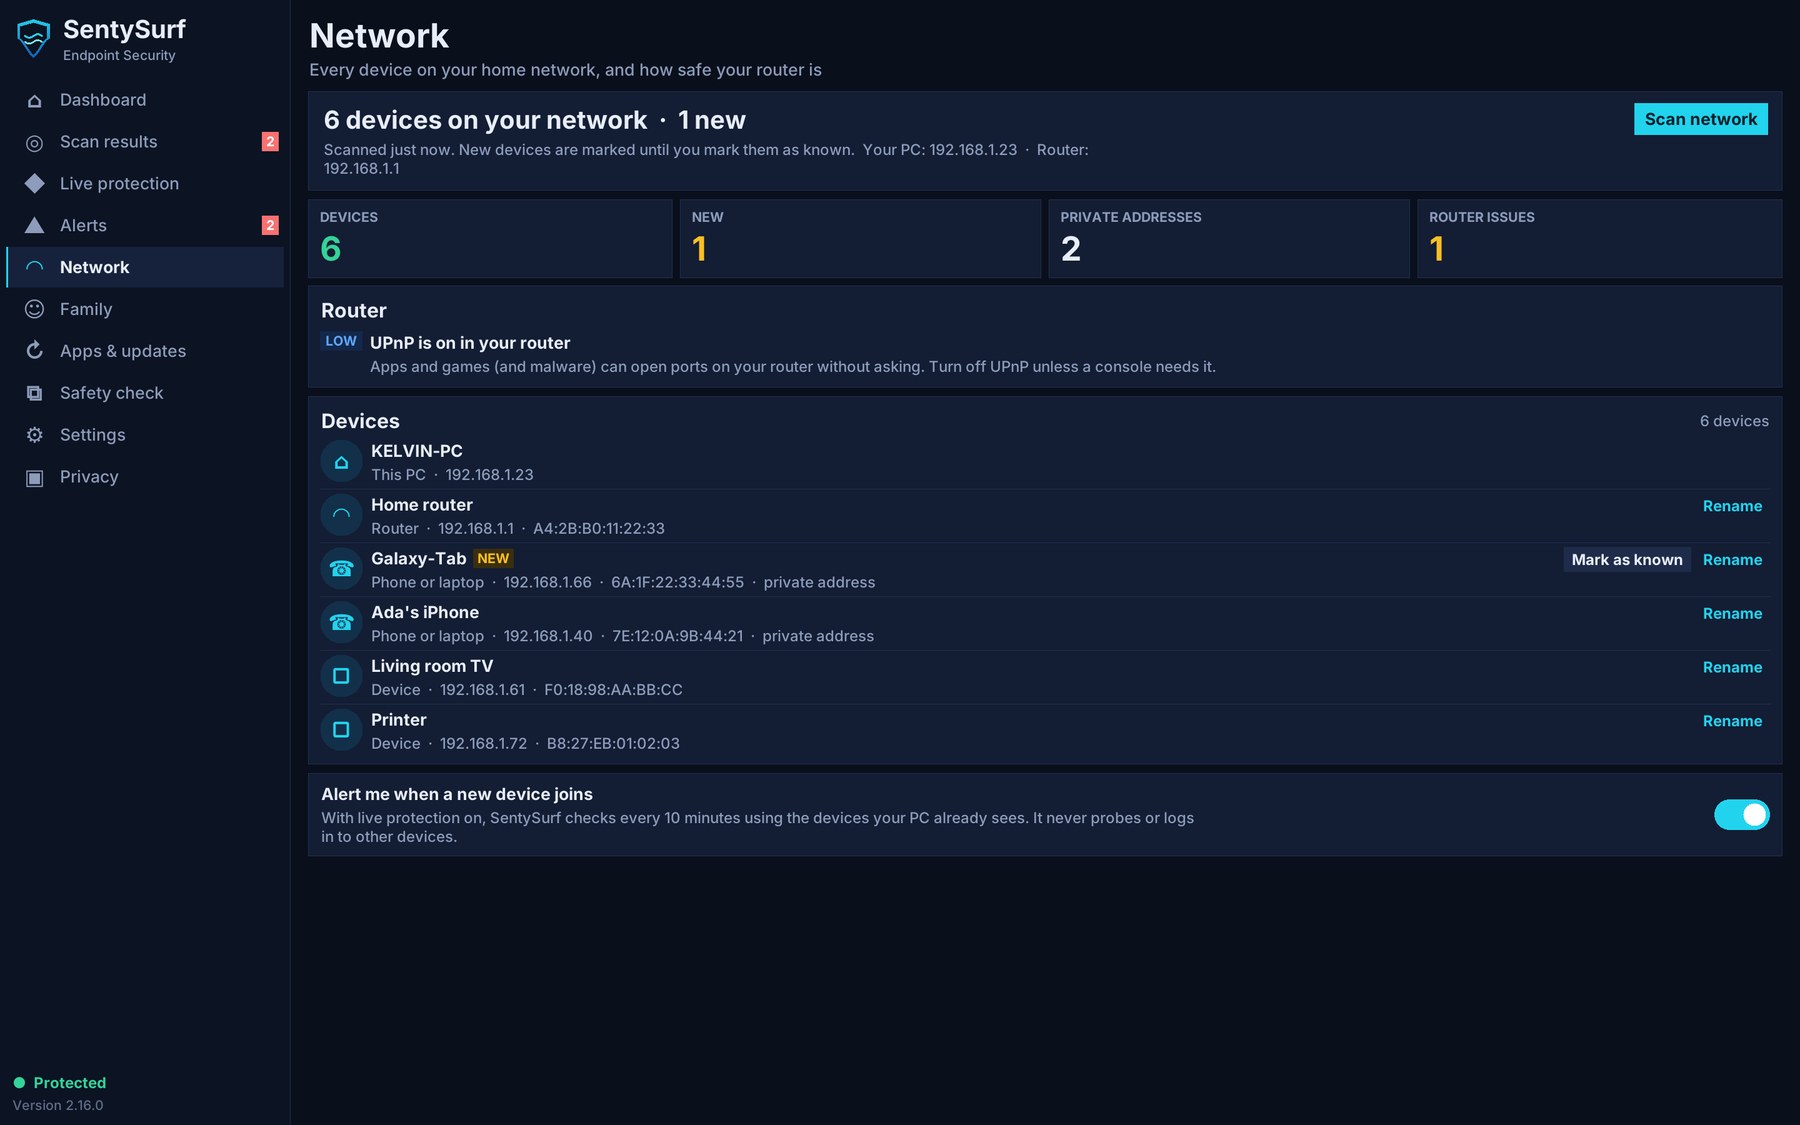 SentySurf
Endpoint Security
Dashboard
Scan results 2
Live protection
Alerts 2
Network
Family
Apps & updates
Safety check
Settings
Privacy
Protected
Version 2.16.0
Network
Every device on your home network, and how safe your router is
6 devices on your network · 1 new
Scan network
Scanned just now. New devices are marked until you mark them as known. Your PC: 192.168.1.23 · Router:
192.168.1.1
DEVICES
6
NEW
1
PRIVATE ADDRESSES
2
ROUTER ISSUES
1
Router
LOW UPnP is on in your router
Apps and games (and malware) can open ports on your router without asking. Turn off UPnP unless a console needs it.
Devices 6 devices
KELVIN-PC
This PC · 192.168.1.23
Home router Rename
Router · 192.168.1.1 · A4:2B:B0:11:22:33
Galaxy-Tab NEW Mark as known Rename
Phone or laptop · 192.168.1.66 · 6A:1F:22:33:44:55 · private address
Ada's iPhone Rename
Phone or laptop · 192.168.1.40 · 7E:12:0A:9B:44:21 · private address
Living room TV Rename
Device · 192.168.1.61 · F0:18:98:AA:BB:CC
Printer Rename
Device · 192.168.1.72 · B8:27:EB:01:02:03
Alert me when a new device joins
With live protection on, SentySurf checks every 10 minutes using the devices your PC already sees. It never probes or logs
in to other devices.